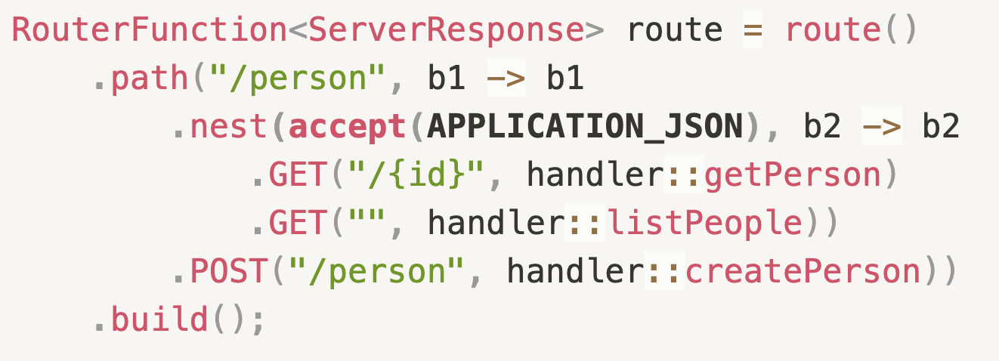 RouterFunction<ServerResponse> route = route()
    .path("/person", b1 -> b1
        .nest(accept(APPLICATION_JSON), b2 -> b2
            .GET("/{id}", handler::getPerson)
            .GET("", handler::listPeople))
        .POST("/person", handler::createPerson))
    .build();